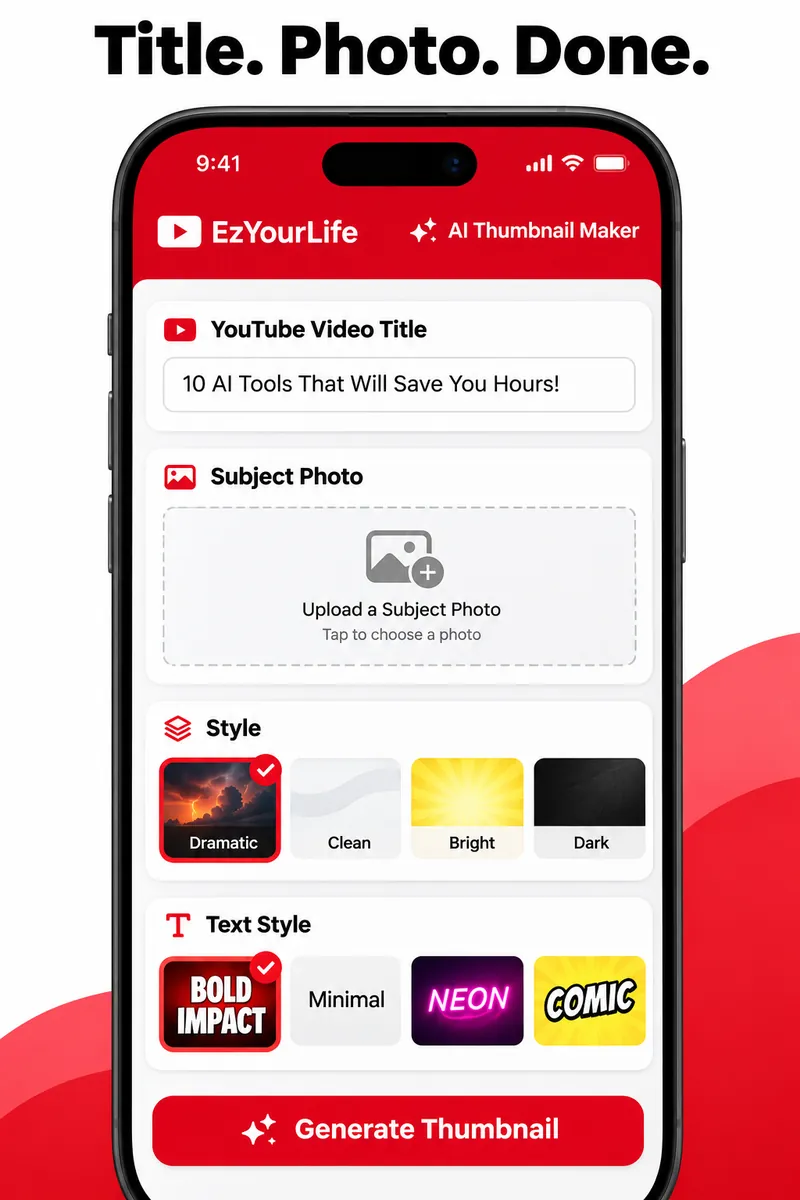 Title. Photo. Done.
9:41
EzYourLife
AI Thumbnail Maker
YouTube Video Title
10 AI Tools That Will Save You Hours!
Subject Photo
Upload a Subject Photo
Tap to choose a photo
Style
Dramatic
Clean
Bright
Dark
Text Style
BOLD
IMPACT
Minimal
NEON
COMIC
Generate Thumbnail